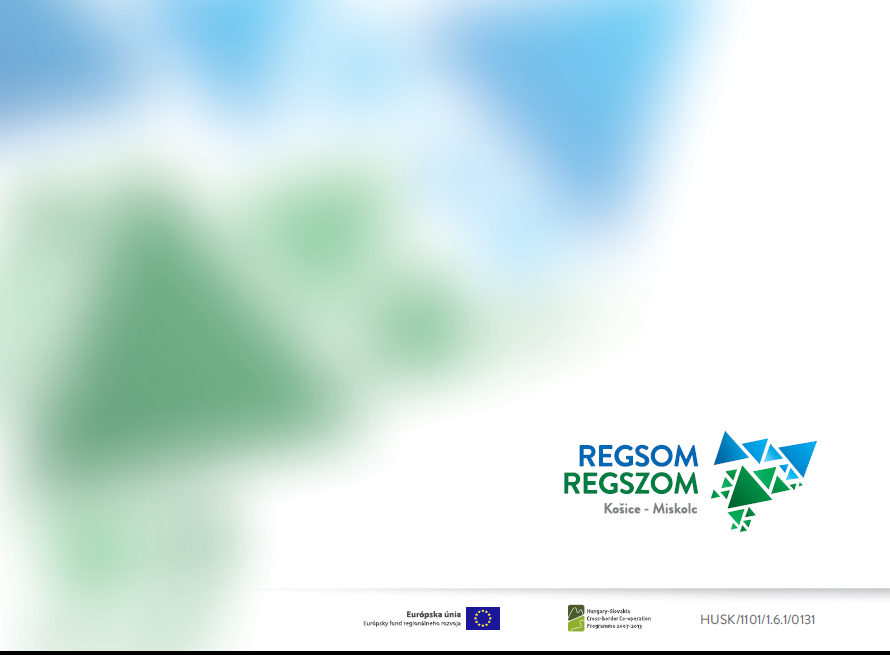 REGSOM
REGSZOM
Košice - Miskolc
Európska únia
Európsky fond regionálneho rozvoja
Hungary-Slovakia
Cross-border Co-operation
Programme 2007-2013
HUSK/1101/1.6.1/0131